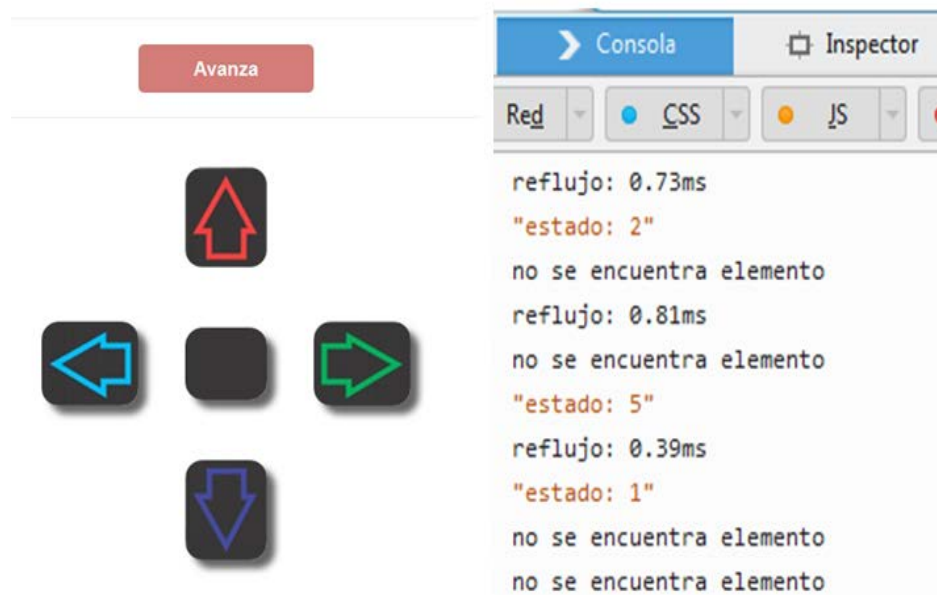 Avanza
Consola
Inspector
Red
CSS
JS
reflujo: 0.73ms
"estado: 2"
no se encuentra elemento
reflujo: 0.81ms
no se encuentra elemento
"estado: 5"
reflujo: 0.39ms
"estado: 1"
no se encuentra elemento
no se encuentra elemento